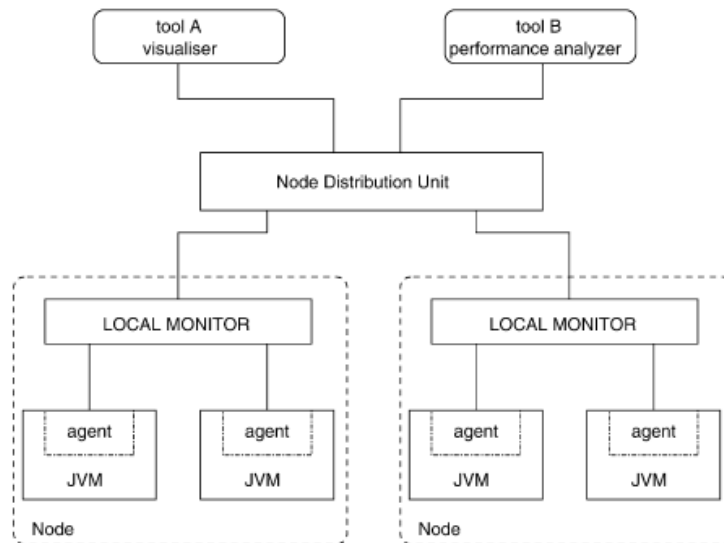 tool A
visualiser
tool B
performance analyzer
Node Distribution Unit
LOCAL MONITOR
LOCAL MONITOR
agent
agent
agent
agent
JVM
JVM
JVM
JVM
Node
Node